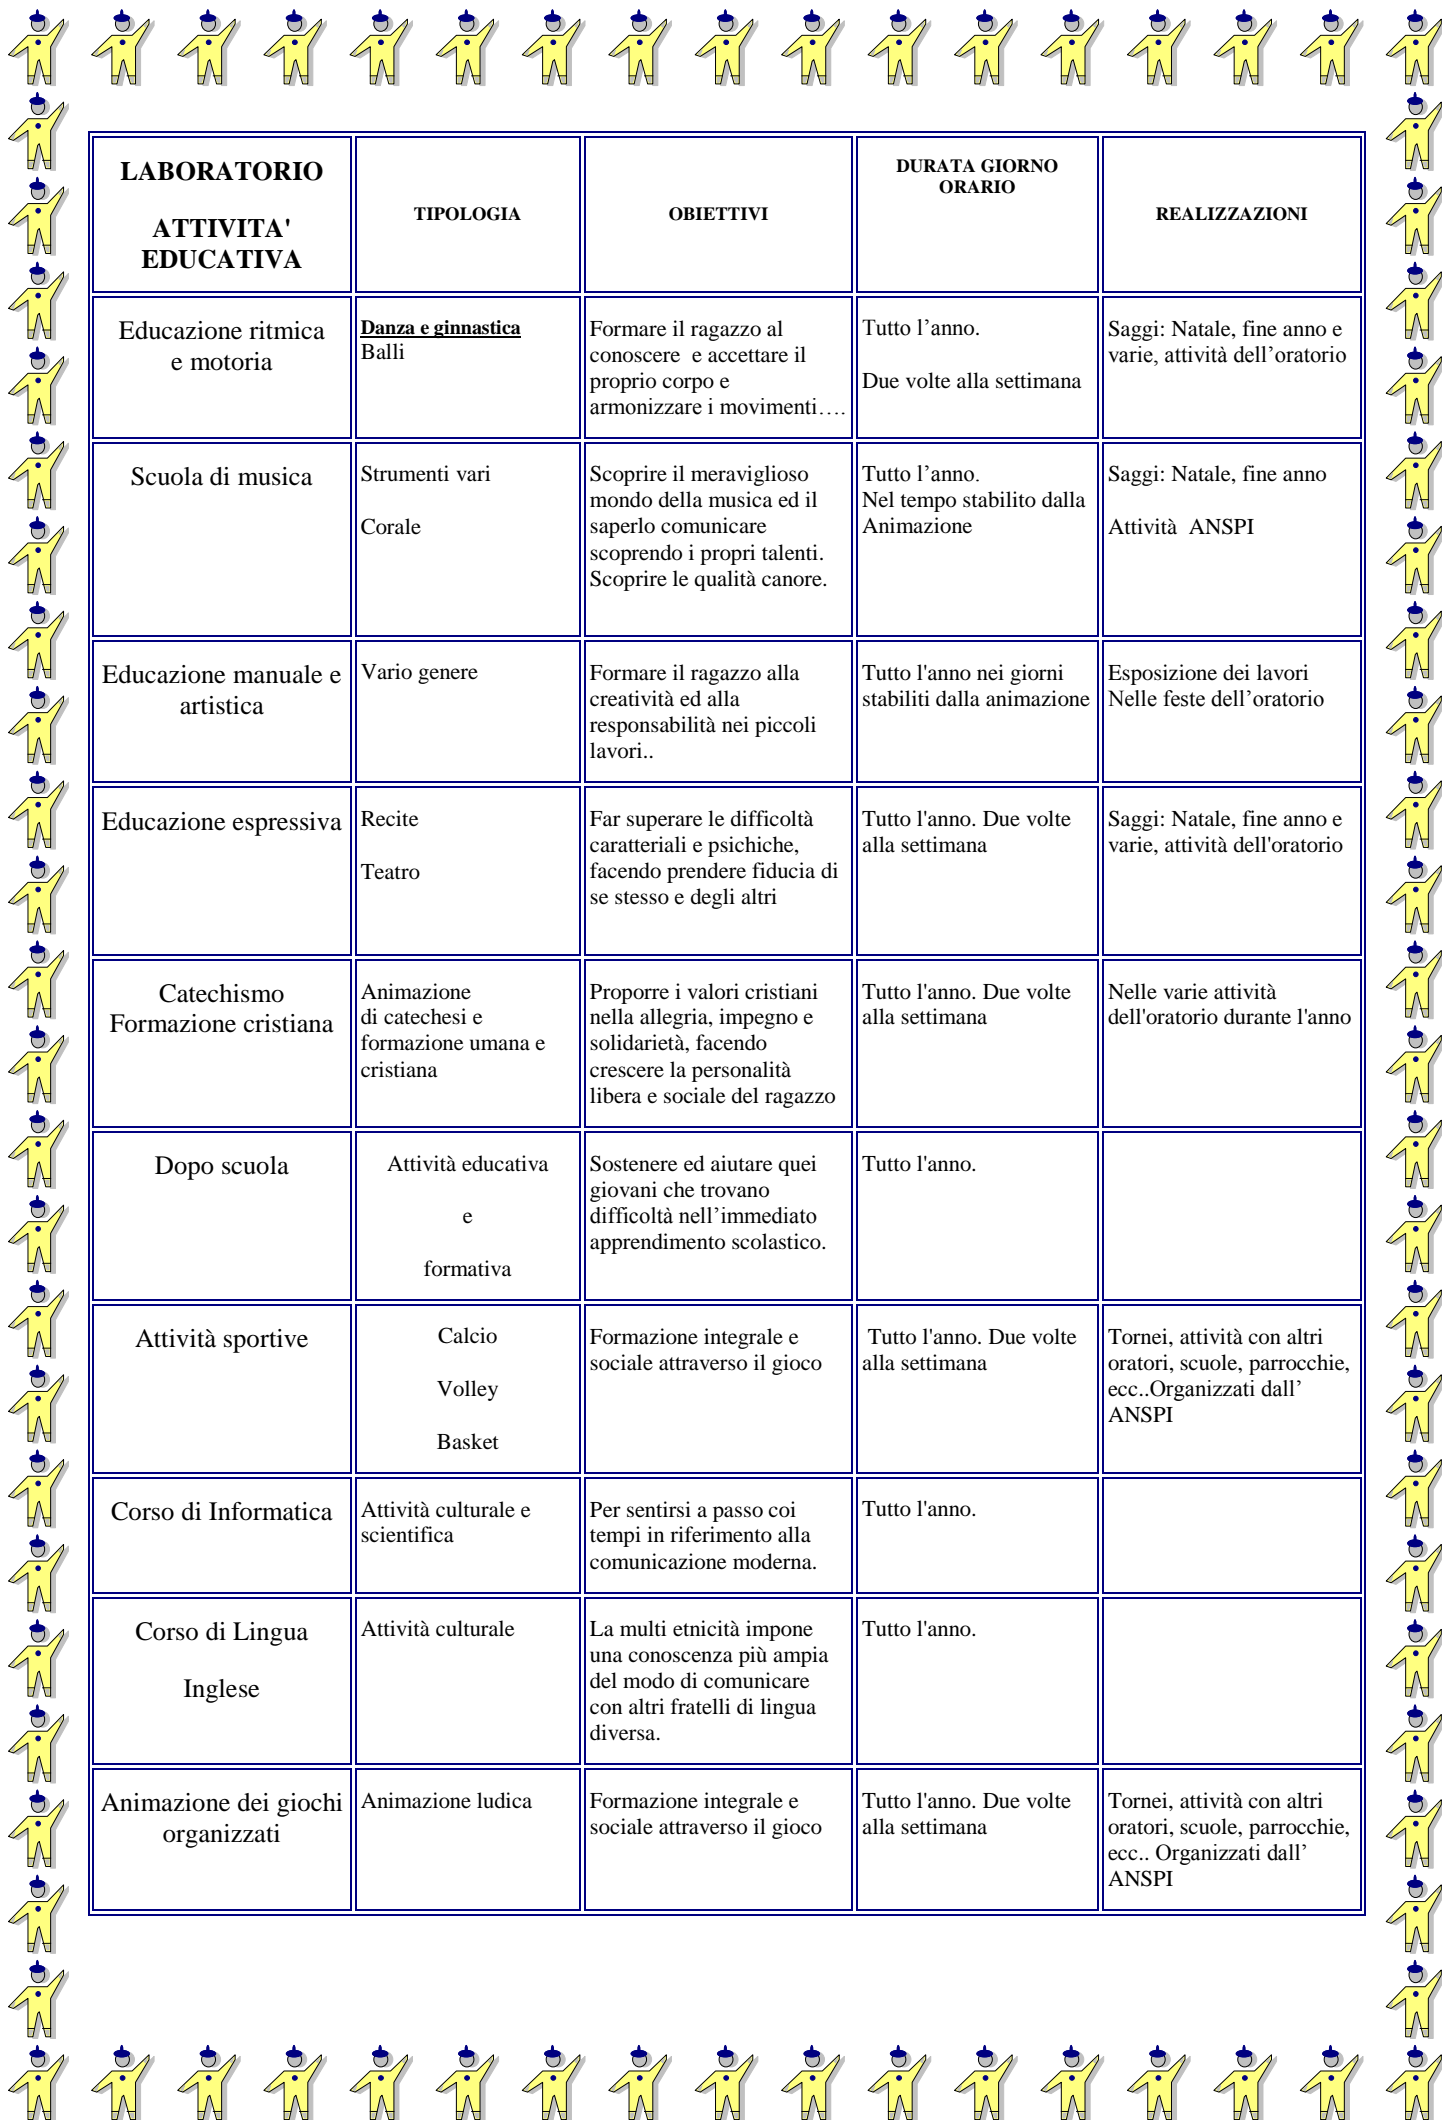 LABORATORIO
ATTIVITA'
EDUCATIVA
TIPOLOGIA
OBIETTIVI
DURATA GIORNO
ORARIO
REALIZZAZIONI
Educazione ritmica
e motoria
Danza e ginnastica
Balli
Formare il ragazzo al
conoscere e accettare il
proprio corpo e
armonizzare i movimenti….
Tutto l’anno.
Due volte alla settimana
Saggi: Natale, fine anno e
varie, attività dell’oratorio
Scuola di musica
Strumenti vari
Corale
Scoprire il meraviglioso
mondo della musica ed il
saperlo comunicare
scoprendo i propri talenti.
Scoprire le qualità canore.
Tutto l’anno.
Nel tempo stabilito dalla
Animazione
Saggi: Natale, fine anno
Attività ANSPI
Educazione manuale e
artistica
Vario genere
Formare il ragazzo alla
creatività ed alla
responsabilità nei piccoli
lavori..
Tutto l'anno nei giorni
stabiliti dalla animazione
Esposizione dei lavori
Nelle feste dell’oratorio
Educazione espressiva
Recite
Teatro
Far superare le difficoltà
caratteriali e psichiche,
facendo prendere fiducia di
se stesso e degli altri
Tutto l'anno. Due volte
alla settimana
Saggi: Natale, fine anno e
varie, attività dell'oratorio
Catechismo
Formazione cristiana
Animazione
di catechesi e
formazione umana e
cristiana
Proporre i valori cristiani
nella allegria, impegno e
solidarietà, facendo
crescere la personalità
libera e sociale del ragazzo
Tutto l'anno. Due volte
alla settimana
Nelle varie attività
dell'oratorio durante l'anno
Dopo scuola
Attività educativa
e
formativa
Sostenere ed aiutare quei
giovani che trovano
difficoltà nell’immediato
apprendimento scolastico.
Tutto l'anno.
Attività sportive
Calcio
Volley
Basket
Formazione integrale e
sociale attraverso il gioco
Tutto l'anno. Due volte
alla settimana
Tornei, attività con altri
oratori, scuole, parrocchie,
ecc..Organizzati dall’
ANSPI
Corso di Informatica
Attività culturale e
scientifica
Per sentirsi a passo coi
tempi in riferimento alla
comunicazione moderna.
Tutto l'anno.
Corso di Lingua
Inglese
Attività culturale
La multi etnicità impone
una conoscenza più ampia
del modo di comunicare
con altri fratelli di lingua
diversa.
Tutto l'anno.
Animazione dei giochi
organizzati
Animazione ludica
Formazione integrale e
sociale attraverso il gioco
Tutto l'anno. Due volte
alla settimana
Tornei, attività con altri
oratori, scuole, parrocchie,
ecc.. Organizzati dall’
ANSPI